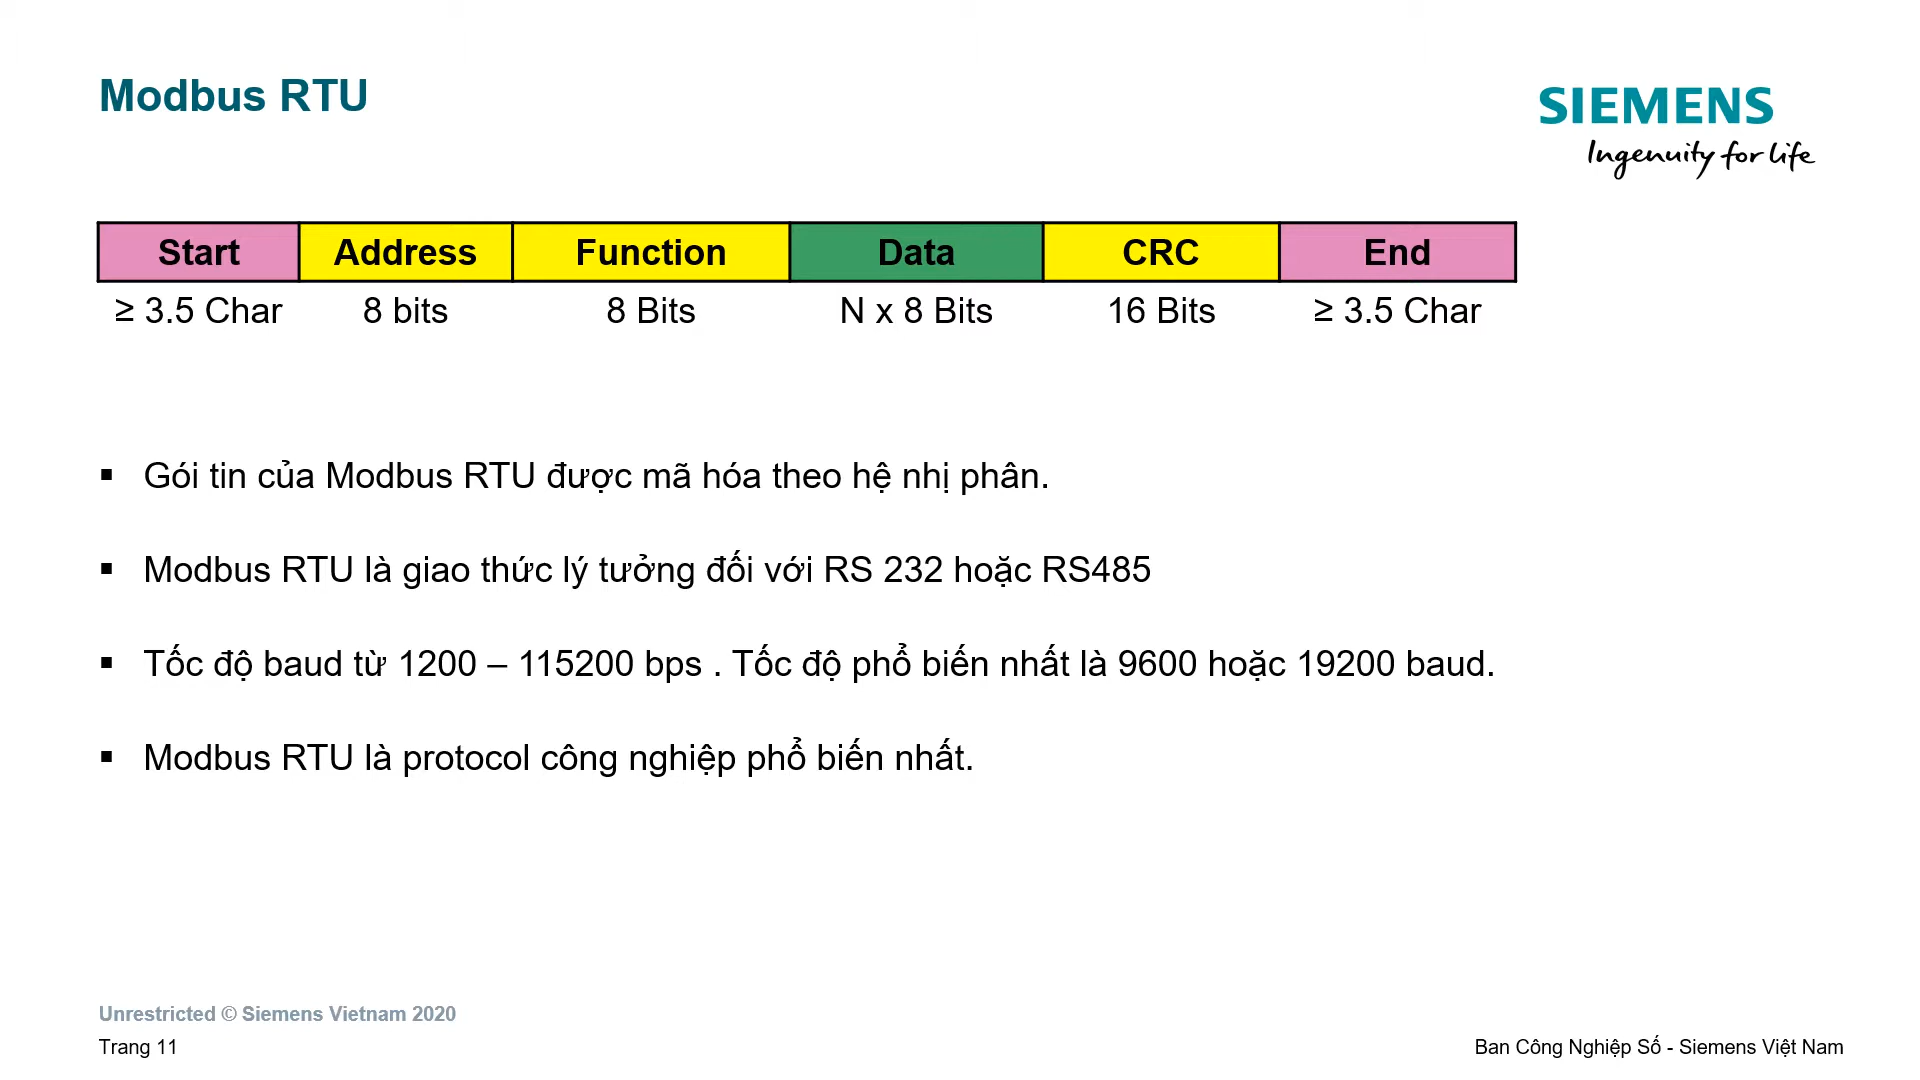 Modbus RTU
SIEMENS
Ingenuity for life
Start Address Function Data CRC End
≥ 3.5 Char 8 bits 8 Bits N x 8 Bits 16 Bits ≥ 3.5 Char
▪ Gói tin của Modbus RTU được mã hóa theo hệ nhị phân.
▪ Modbus RTU là giao thức lý tưởng đối với RS 232 hoặc RS485
▪ Tốc độ baud từ 1200 – 115200 bps . Tốc độ phổ biến nhất là 9600 hoặc 19200 baud.
▪ Modbus RTU là protocol công nghiệp phổ biến nhất.
Unrestricted © Siemens Vietnam 2020
Trang 11 Ban Công Nghiệp Số - Siemens Việt Nam